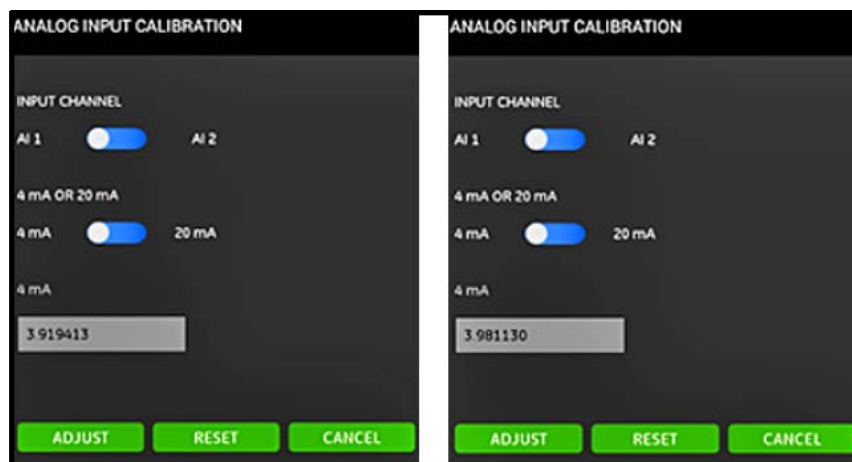 ANALOG INPUT CALIBRATION
INPUT CHANNEL
AI 1 AI 2
4 mA OR 20 mA
4 mA 20 mA
4 mA
3.919413
ADJUST RESET CANCEL
ANALOG INPUT CALIBRATION
INPUT CHANNEL
AI 1 AI 2
4 mA OR 20 mA
4 mA 20 mA
4 mA
3.981130
ADJUST RESET CANCEL